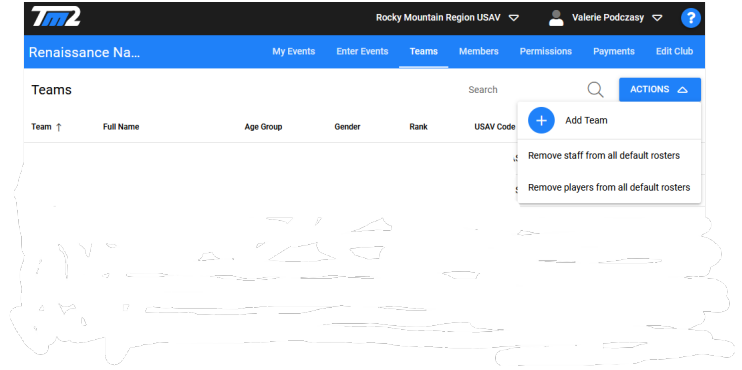 Tm2
Rocky Mountain Region USAV
Valerie Podczasy
?
Renaissance Na...
My Events
Enter Events
Teams
Members
Permissions
Payments
Edit Club
Teams
Search
ACTIONS
Team ↑
Full Name
Age Group
Gender
Rank
USAV Code
Add Team
Remove staff from all default rosters
Remove players from all default rosters